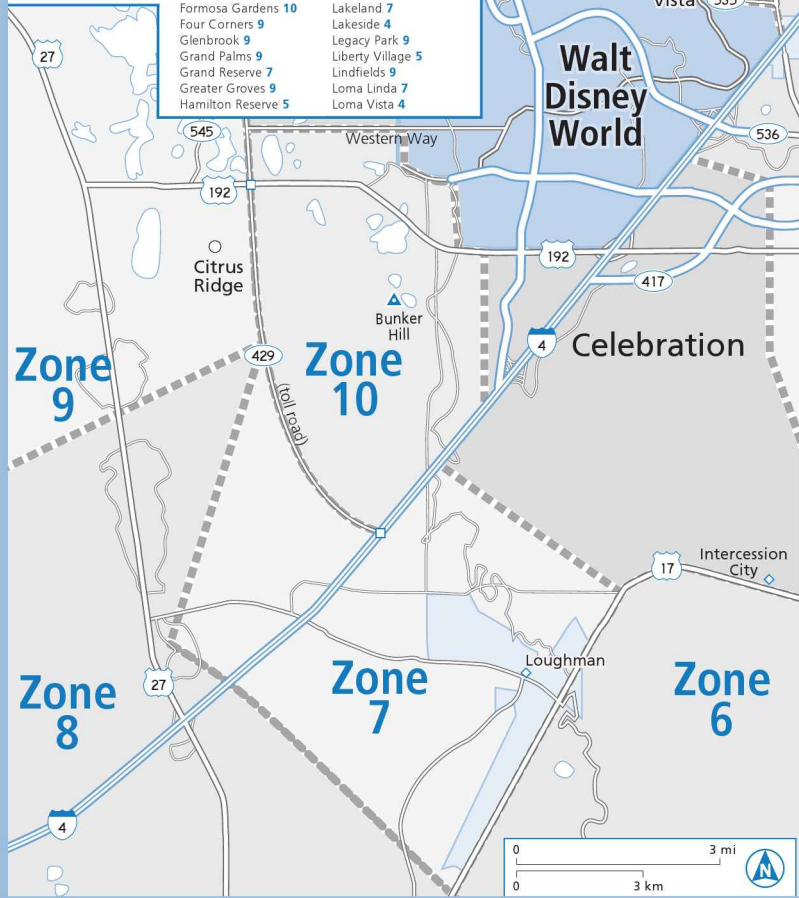 Vista
535
Formosa Gardens 10
Four Corners 9
Glenbrook 9
Grand Palms 9
Grand Reserve 7
Greater Groves 9
Hamilton Reserve 5
Lakeland 7
Lakeside 4
Legacy Park 9
Liberty Village 5
Lindfields 9
Loma Linda 7
Loma Vista 4
27
Walt
Disney
World
545
Western Way
536
192
192
417
Citrus
Ridge
Bunker
Hill
4
Celebration
429
Zone
9
Zone
10
(toll road)
Intercession
City
17
Loughman
27
Zone
8
Zone
7
Zone
6
4
0
3 mi
0
3 km
N